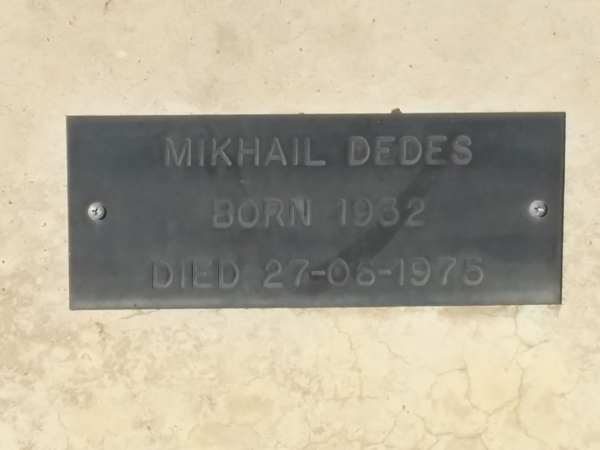 MIKHAIL DEDES
BORN 1932
DIED 27-06-1975